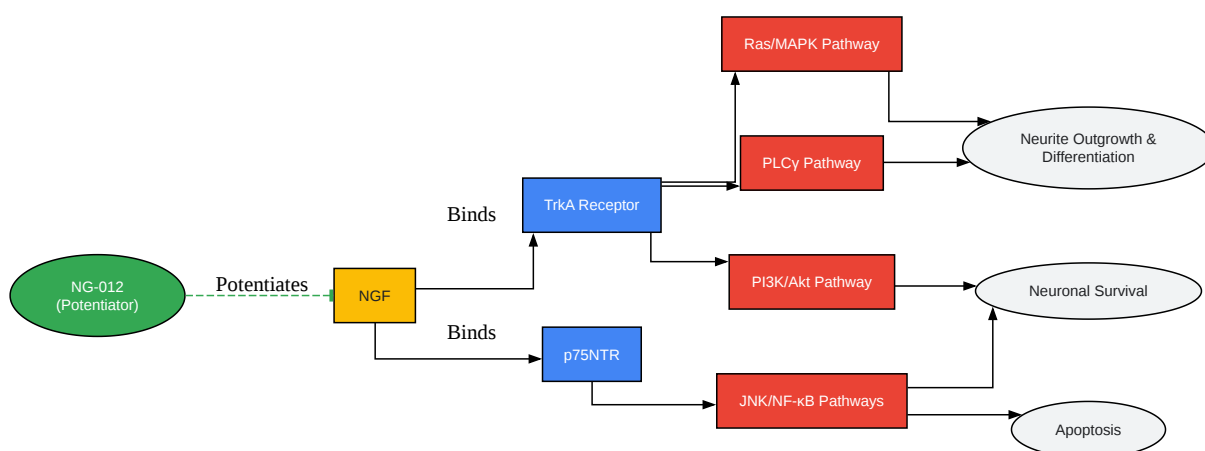 Ras/MAPK Pathway
Neurite Outgrowth &
Differentiation
PLCγ Pathway
TrkA Receptor
Binds
NG-012
(Potentiator)
Potentiates
NGF
PI3K/Akt Pathway
Neuronal Survival
Binds
p75NTR
JNK/NF-κB Pathways
Apoptosis